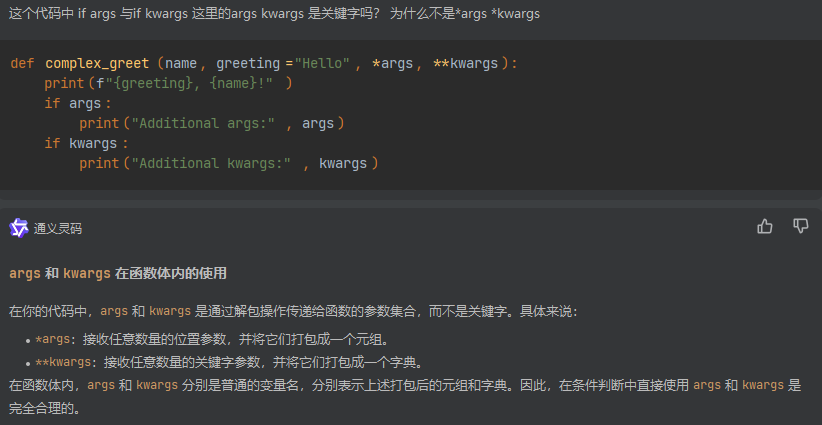 这个代码中 if args 与if kwargs 这里的args kwargs 是关键字吗？ 为什么不是*args *kwargs
def complex_greet (name, greeting ="Hello", *args, **kwargs):
print(f"{greeting}, {name}!" )
if args:
print("Additional args:" , args)
if kwargs:
print("Additional kwargs:" , kwargs)
通义灵码
args 和 kwargs 在函数体内的使用
在你的代码中，args 和 kwargs 是通过解包操作传递给函数的参数集合，而不是关键字。具体来说：
• *args：接收任意数量的位置参数，并将它们打包成一个元组。
• **kwargs：接收任意数量的关键字参数，并将它们打包成一个字典。
在函数体内，args 和 kwargs 分别是普通的变量名，分别表示上述打包后的元组和字典。因此，在条件判断中直接使用 args 和 kwargs 是
完全合理的。